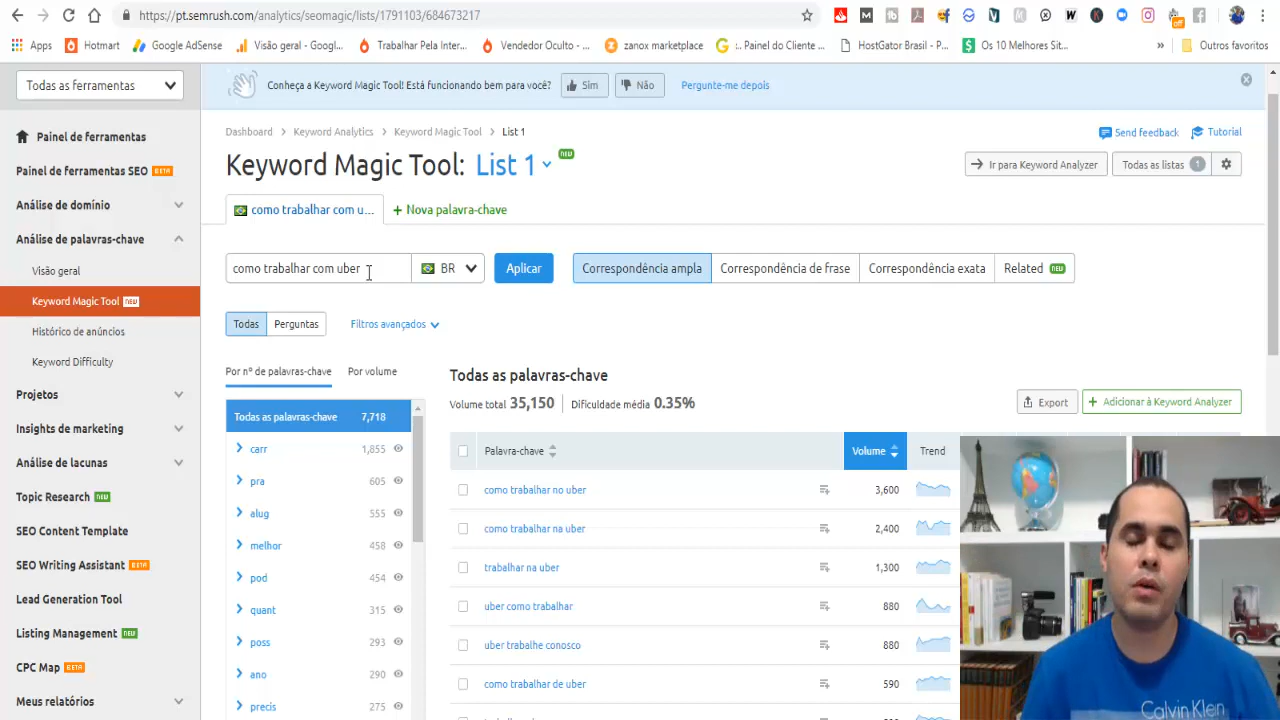 https://pt.semrush.com/analytics/seomagic/list/1791103/684673217
Apps Hotmart Google AdSense Visão geral - Googl... Trabalhar Pela Inter... Vendedor Oculto - ... zanox marketplace :. Painel do Cliente ... HostGator Brasil - P... Os 10 Melhores Sit... » Outros favoritos
Todas as ferramentas
Conheça a Keyword Magic Tool! Está funcionando bem para você? Sim Não Pergunte-me depois
Painel de ferramentas
Painel de ferramentas SEO BETA
Análise de domínio
Análise de palavras-chave
Visão geral
Keyword Magic Tool NEW
Histórico de anúncios
Keyword Difficulty
Projetos
Insights de marketing
Análise de lacunas
Topic Research NEW
SEO Content Template
SEO Writing Assistant BETA
Lead Generation Tool
Listing Management NEW
CPC Map BETA
Meus relatórios
Dashboard > Keyword Analytics > Keyword Magic Tool > List 1
Send feedback Tutorial
Keyword Magic Tool: List 1 NEW
Ir para Keyword Analyzer Todas as listas 1
como trabalhar com u... + Nova palavra-chave
como trabalhar com uber BR Aplicar Correspondência ampla Correspondência de frase Correspondência exata Related NEW
Todas Perguntas Filtros avançados
Por nº de palavras-chave Por volume
Todas as palavras-chave 7,718
carr 1,855
pra 605
alug 555
melhor 458
pod 454
quant 315
poss 293
ano 290
precis 275
Todas as palavras-chave
Volume total 35,150 Dificuldade média 0.35%
Export + Adicionar à Keyword Analyzer
Palavra-chave Volume Trend
como trabalhar no uber 3,600
como trabalhar na uber 2,400
trabalhar na uber 1,300
uber como trabalhar 880
uber trabalhe conosco 880
como trabalhar de uber 590
Calvin Klein